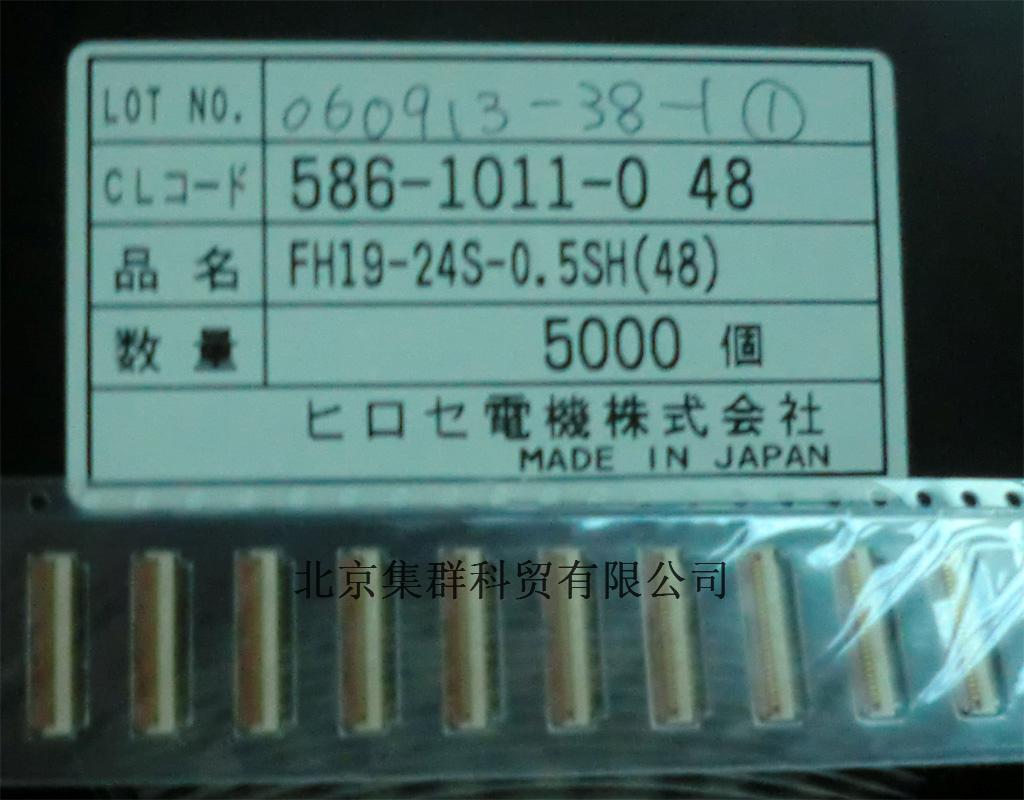 LOT NO. 060913-38-1 ①
CLコード 586-1011-0 48
品名 FH19-24S-0.5SH(48)
数量 5000 個
ヒロセ電機株式会社
MADE IN JAPAN
北京集群科贸有限公司